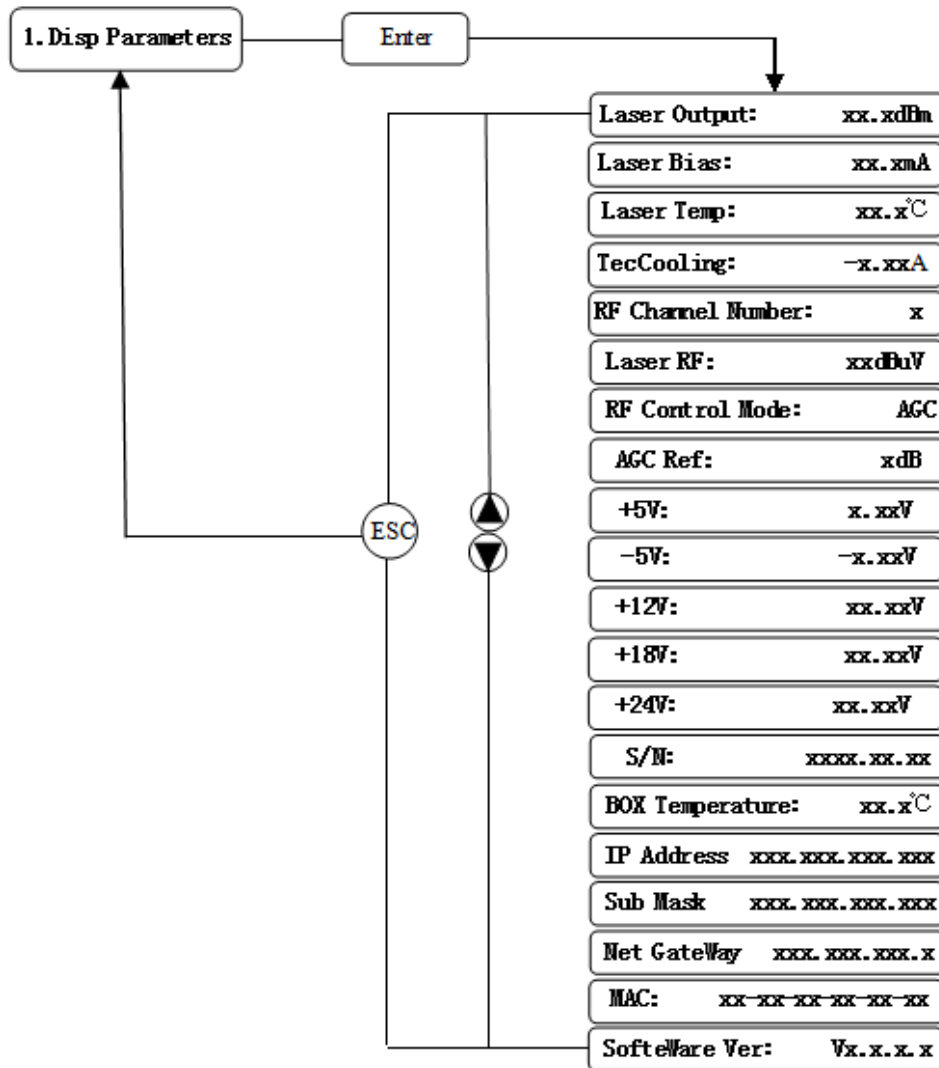 1.Disp Parameters
Enter
Laser Output: xx.xdBm
Laser Bias: xx.xmA
Laser Temp: xx.x℃
TecCooling: -x.xxA
RF Channel Number: x
Laser RF: xxdBuV
RF Control Mode: AGC
AGC Ref: xdB
+5V: x.xxV
ESC
-5V: -x.xxV
+12V: xx.xxV
+18V: xx.xxV
+24V: xx.xxV
S/N: xxxx.xx.xx
BOX Temperature: xx.x℃
IP Address xxx.xxx.xxx.xxx
Sub Mask xxx.xxx.xxx.xxx
Net GateWay xxx.xxx.xxx.x
MAC: xx-xx-xx-xx-xx-xx
SofteWare Ver: Vx.x.x.x